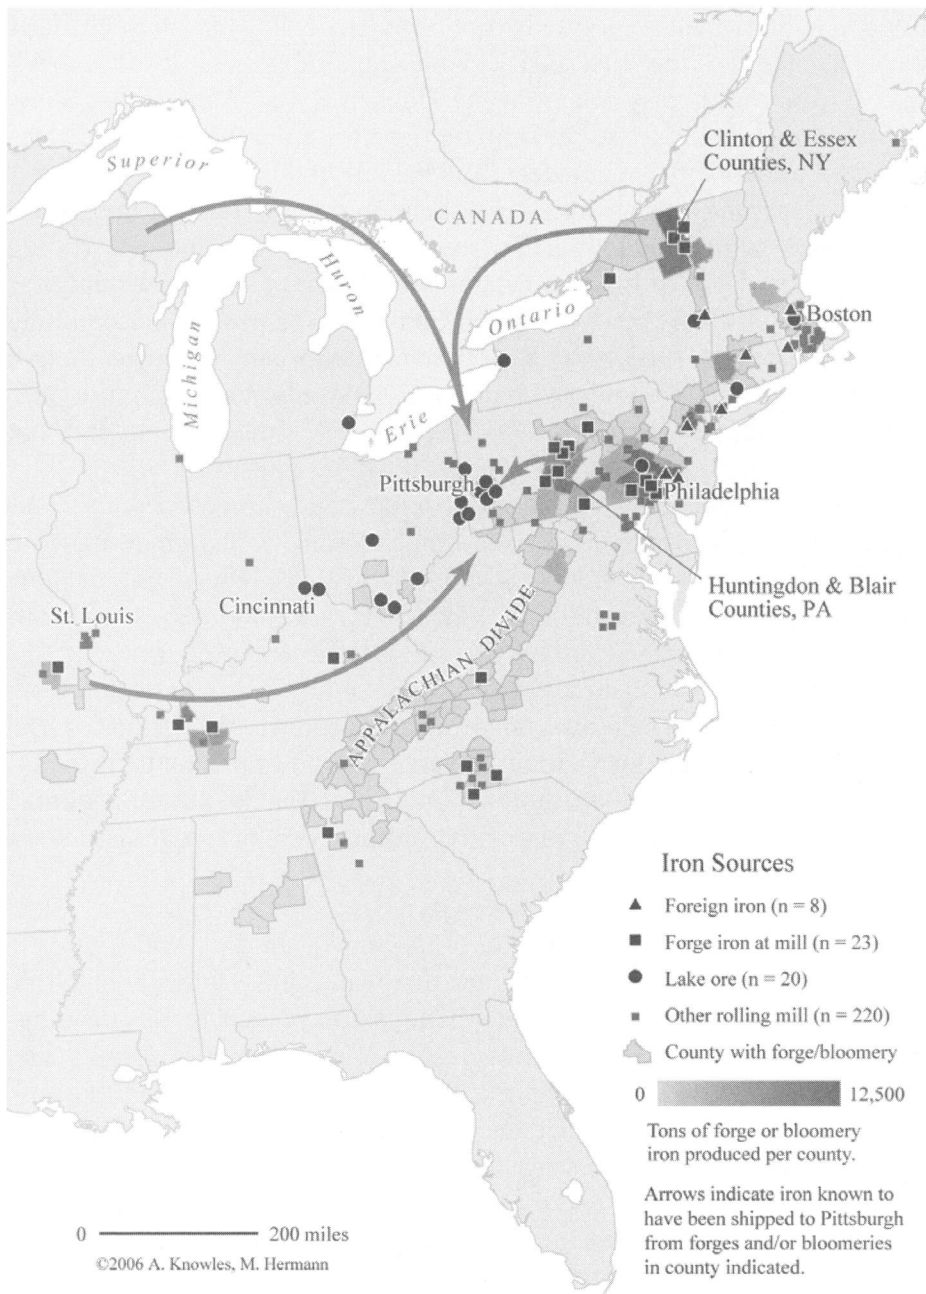 Superior
Clinton & Essex
Counties, NY
CANADA
Huron
Ontario
Michigan
Boston
Erie
Pittsburgh
Philadelphia
Huntingdon & Blair
Counties, PA
Cincinnati
St. Louis
APPALACHIAN DIVIDE
Iron Sources
Foreign iron (n = 8)
Forge iron at mill (n = 23)
Lake ore (n = 20)
Other rolling mill (n = 220)
County with forge/bloomery
0 12,500
Tons of forge or bloomery
iron produced per county.
Arrows indicate iron known to
have been shipped to Pittsburgh
from forges and/or bloomeries
in county indicated.
0 200 miles
©2006 A. Knowles, M. Hermann